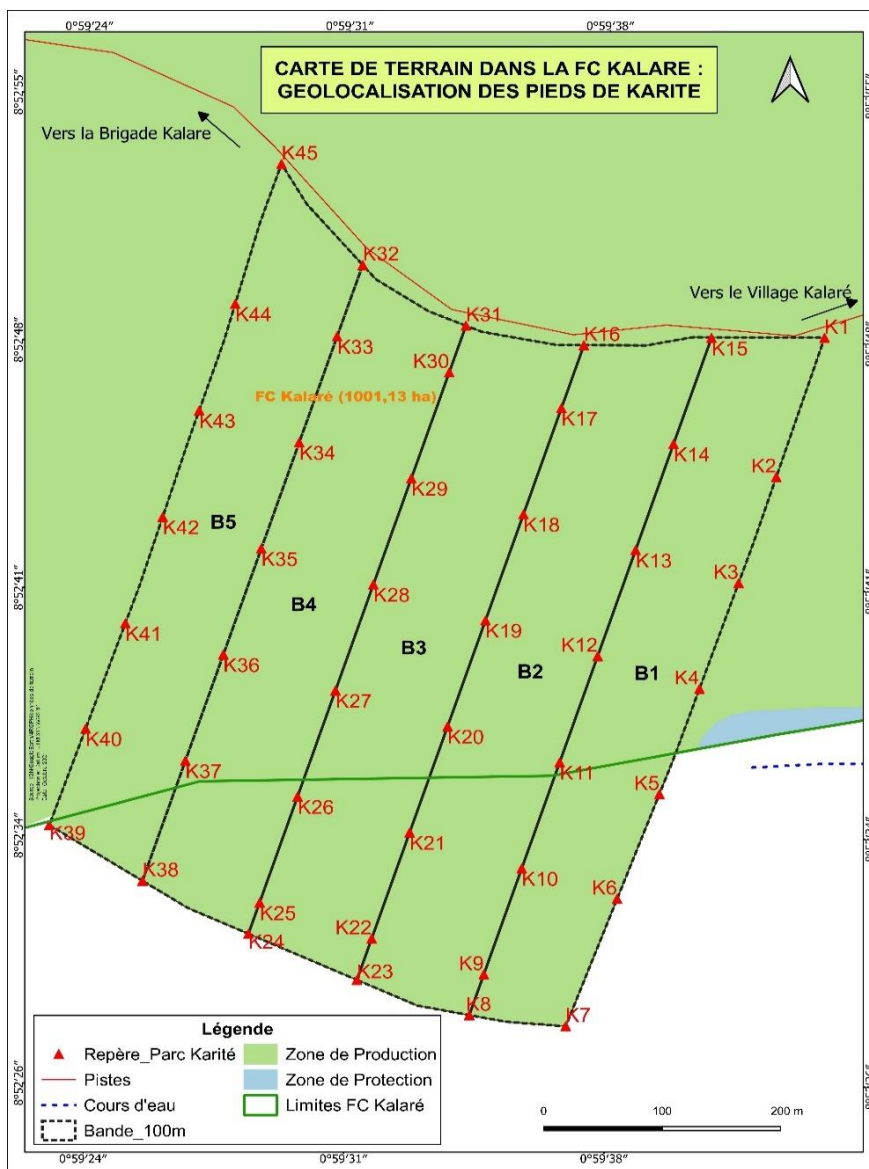 0°59'24"
0°59'31"
0°59'38"
8°52'55"
CARTE DE TERRAIN DANS LA FC KALARE :
GEOLOCALISATION DES PIEDS DE KARITE
Vers la Brigade Kalare
K45
K32
Vers le Village Kalaré
K44
K31
K1
8°52'48"
K33
K16
K15
K30
FC Kalaré (1001,13 ha)
K43
K17
K34
K14
K2
K29
K42
B5
K18
K35
K13
K3
8°52'41"
K28
B4
K41
K19
B3
K36
K12
B2
B1
K4
K27
K40
K20
K37
K11
K5
K26
8°52'34"
K39
K21
K38
K10
K6
K25
K24
K22
K9
K23
K8
K7
Légende
Repère_Parc Karité
Pistes
Cours d'eau
Bande_100m
Zone de Production
Zone de Protection
Limites FC Kalaré
8°52'26"
0
100
200 m
0°59'24"
0°59'31"
0°59'38"